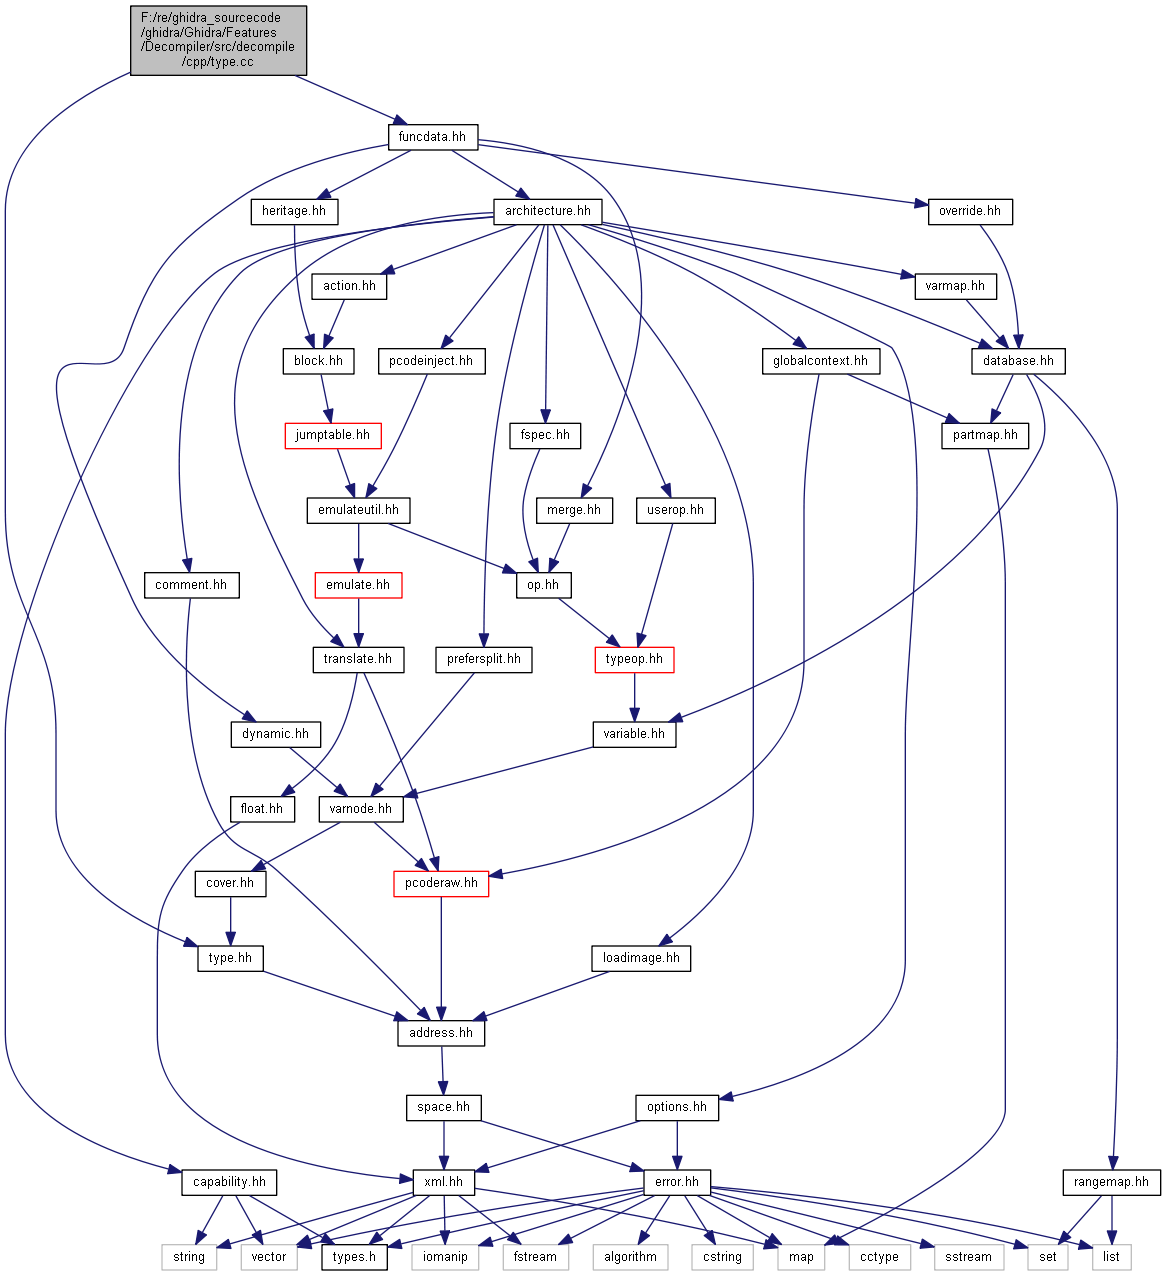 F:/re/ghidra_sourcecode
/ghidra/Ghidra/Features
/Decompiler/src/decompile
/cpp/type.cc
funcdata.hh
heritage.hh
architecture.hh
override.hh
action.hh
varmap.hh
block.hh
pcodeinject.hh
globalcontext.hh
database.hh
jumptable.hh
fspec.hh
partmap.hh
emulateutil.hh
merge.hh
userop.hh
comment.hh
emulate.hh
op.hh
translate.hh
prefersplit.hh
typeop.hh
dynamic.hh
variable.hh
float.hh
varnode.hh
cover.hh
pcoderaw.hh
type.hh
loadimage.hh
address.hh
space.hh
options.hh
capability.hh
xml.hh
error.hh
rangemap.hh
string
vector
types.h
iomanip
fstream
algorithm
cstring
map
cctype
sstream
set
list